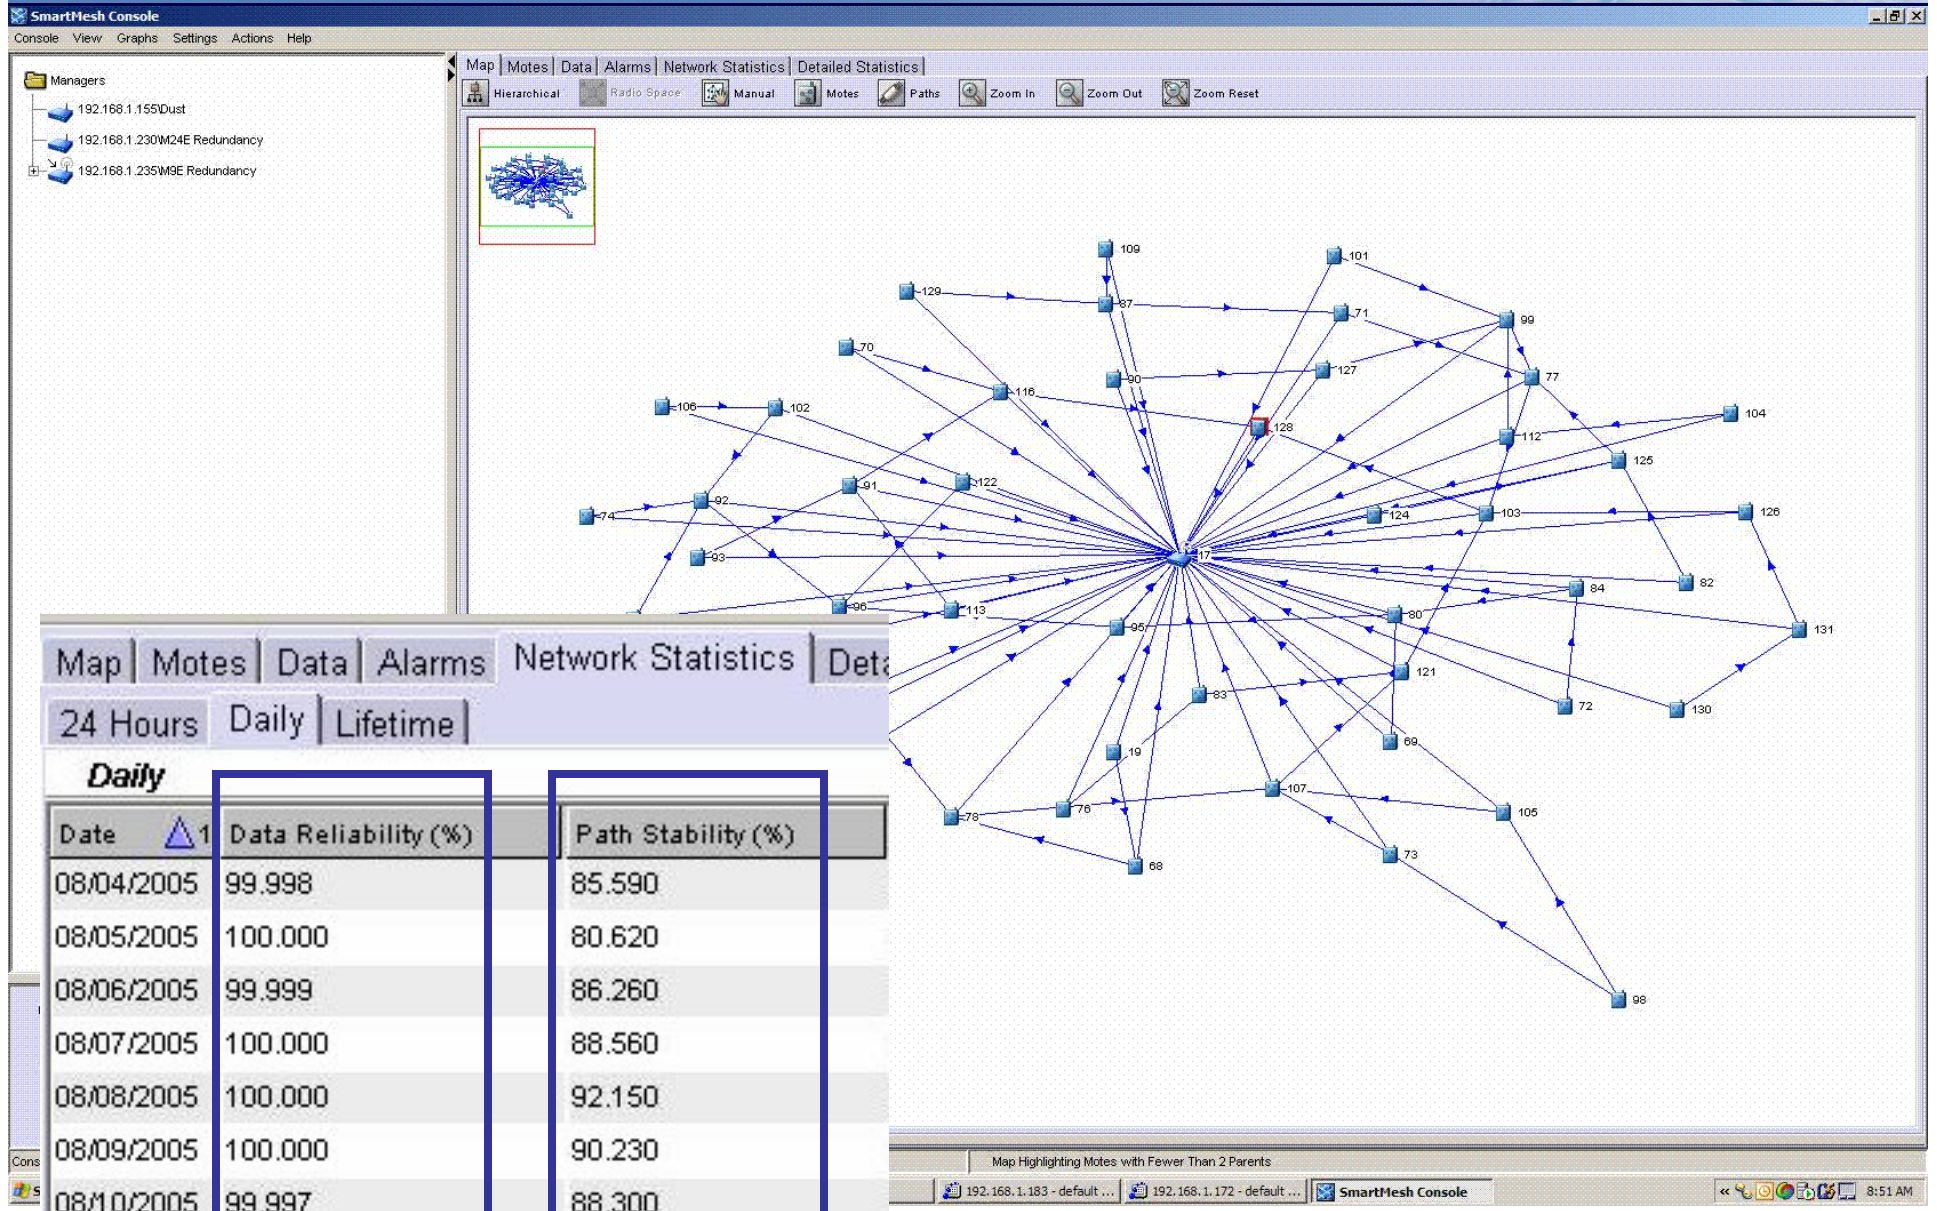 SmartMesh Console
Console View Graphs Settings Actions Help
Managers
192.168.1.155\Dust
192.168.1.230\M24E Redundancy
192.168.1.235\M9E Redundancy
Map Motes Data Alarms Network Statistics Detailed Statistics
Hierarchical Radio Space Manual Motes Paths Zoom In Zoom Out Zoom Reset
109
101
129
87
71
99
70
90
127
77
116
106
102
128
104
112
91
122
125
92
74
124
103
126
93
17
82
84
96
113
80
95
131
121
83
72
130
69
19
107
78
76
105
73
68
98
Map Motes Data Alarms Network Statistics Deta
24 Hours Daily Lifetime
Daily
Date 1 Data Reliability (%) Path Stability (%)
08/04/2005 99.998 85.590
08/05/2005 100.000 80.620
08/06/2005 99.999 86.260
08/07/2005 100.000 88.560
08/08/2005 100.000 92.150
08/09/2005 100.000 90.230
08/10/2005 99.997 88.300
Cons
Map Highlighting Motes with Fewer Than 2 Parents
S
192.168.1.183 - default ... 192.168.1.172 - default ... SmartMesh Console
« 8:51 AM